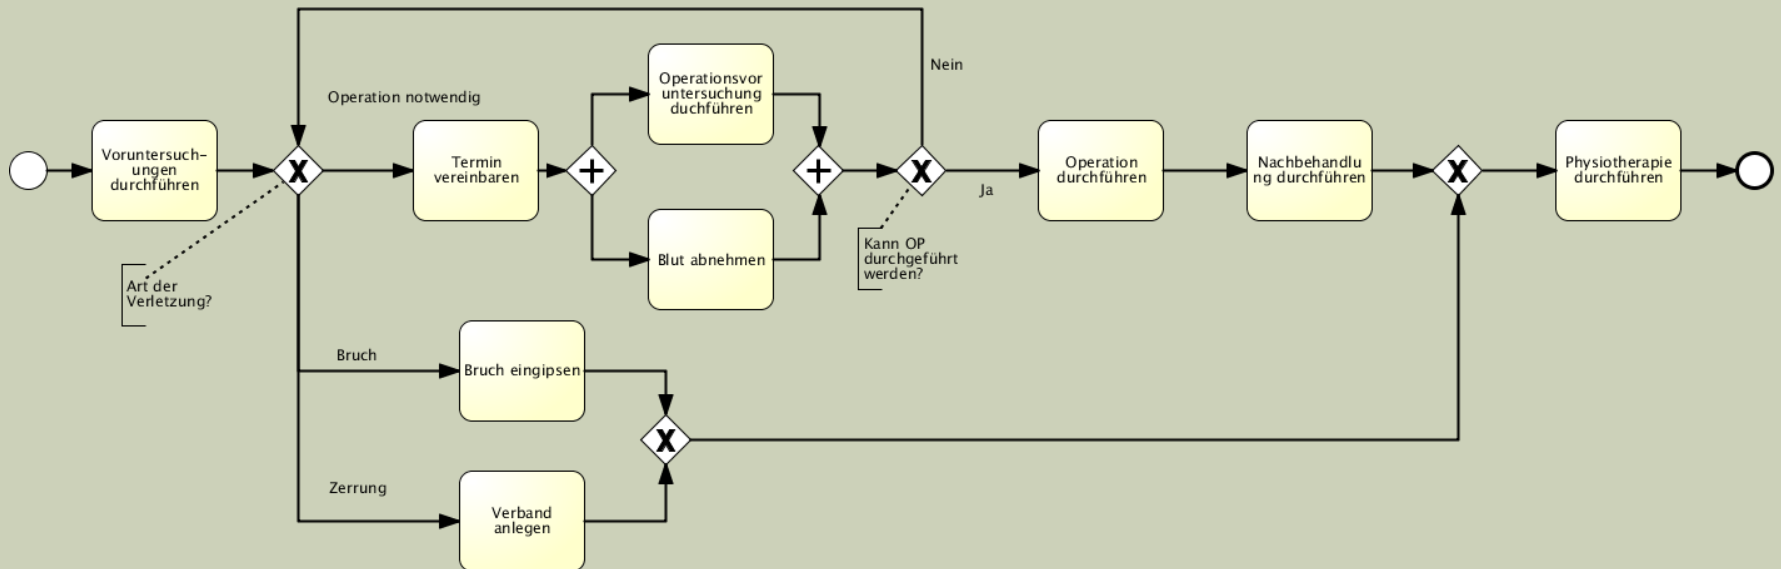 Nein
Operationsvor
untersuchung
duchführen
Operation notwendig
Voruntersuch-
ungen
durchführen
Termin
vereinbaren
Operation
durchführen
Nachbehandlu
ng durchführen
Physiotherapie
durchführen
Ja
Blut abnehmen
Kann OP
durchgeführt
werden?
Art der
Verletzung?
Bruch
Bruch eingipsen
Zerrung
Verband
anlegen